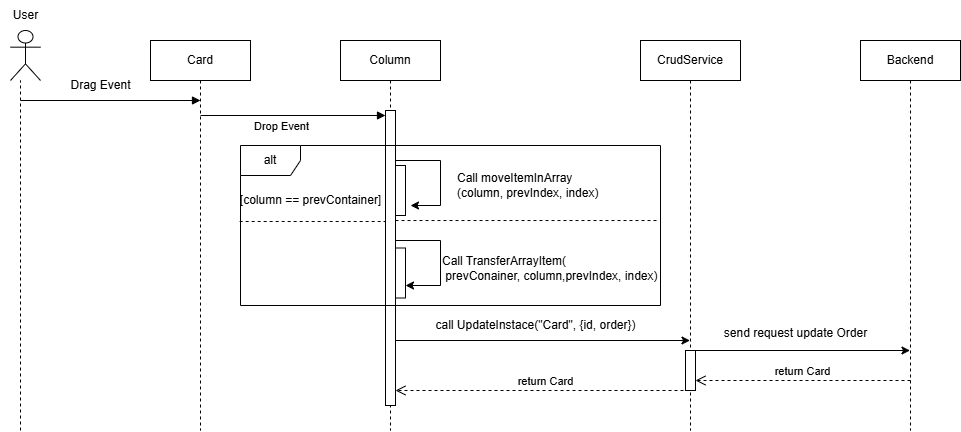 User
Card
Column
CrudService
Backend
Drag Event
Drop Event
alt
Call moveItemInArray
(column, prevIndex, index)
[column == prevContainer]
Call TransferArrayItem(
prevConainer, column,prevIndex, index)
call UpdateInstace("Card", {id, order})
send request update Order
return Card
return Card